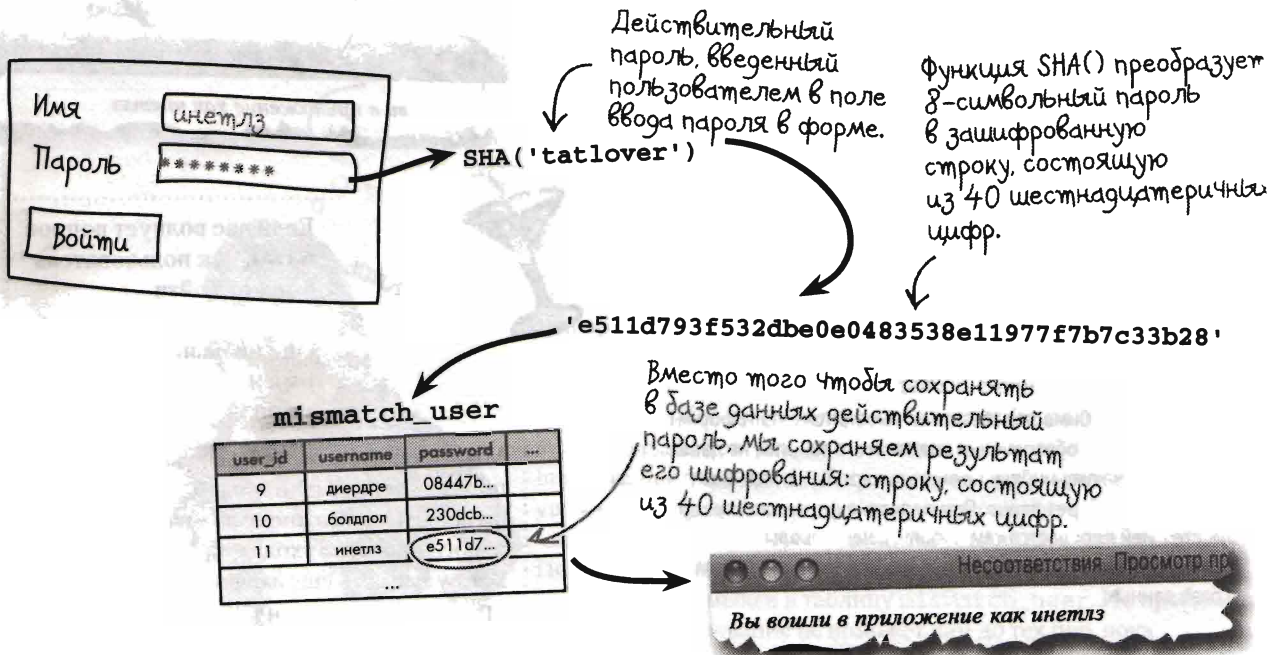 Имя
инетлз
Пароль
********
Войти
Действительный
пароль, введенный
пользователем в поле
ввода пароля в форме.
SHA('tatlover')
Функция SHA() преобразует
8-символьный пароль
в зашифрованную
строку, состоящую
из 40 шестнадцатеричных
цифр.
'e511d793f532dbe0e0483538e11977f7b7c33b28'
Вместо того чтобы сохранять
в базе данных действительный
пароль, мы сохраняем результат
его шифрования: строку, состоящую
из 40 шестнадцатеричных цифр.
mismatch_user
user_id username password ...
9 диердре 08447b...
10 болдпол 230dcb...
11 инетлз e511d7...
...
Несоответствия Просмотр
Вы вошли в приложение как инетлз